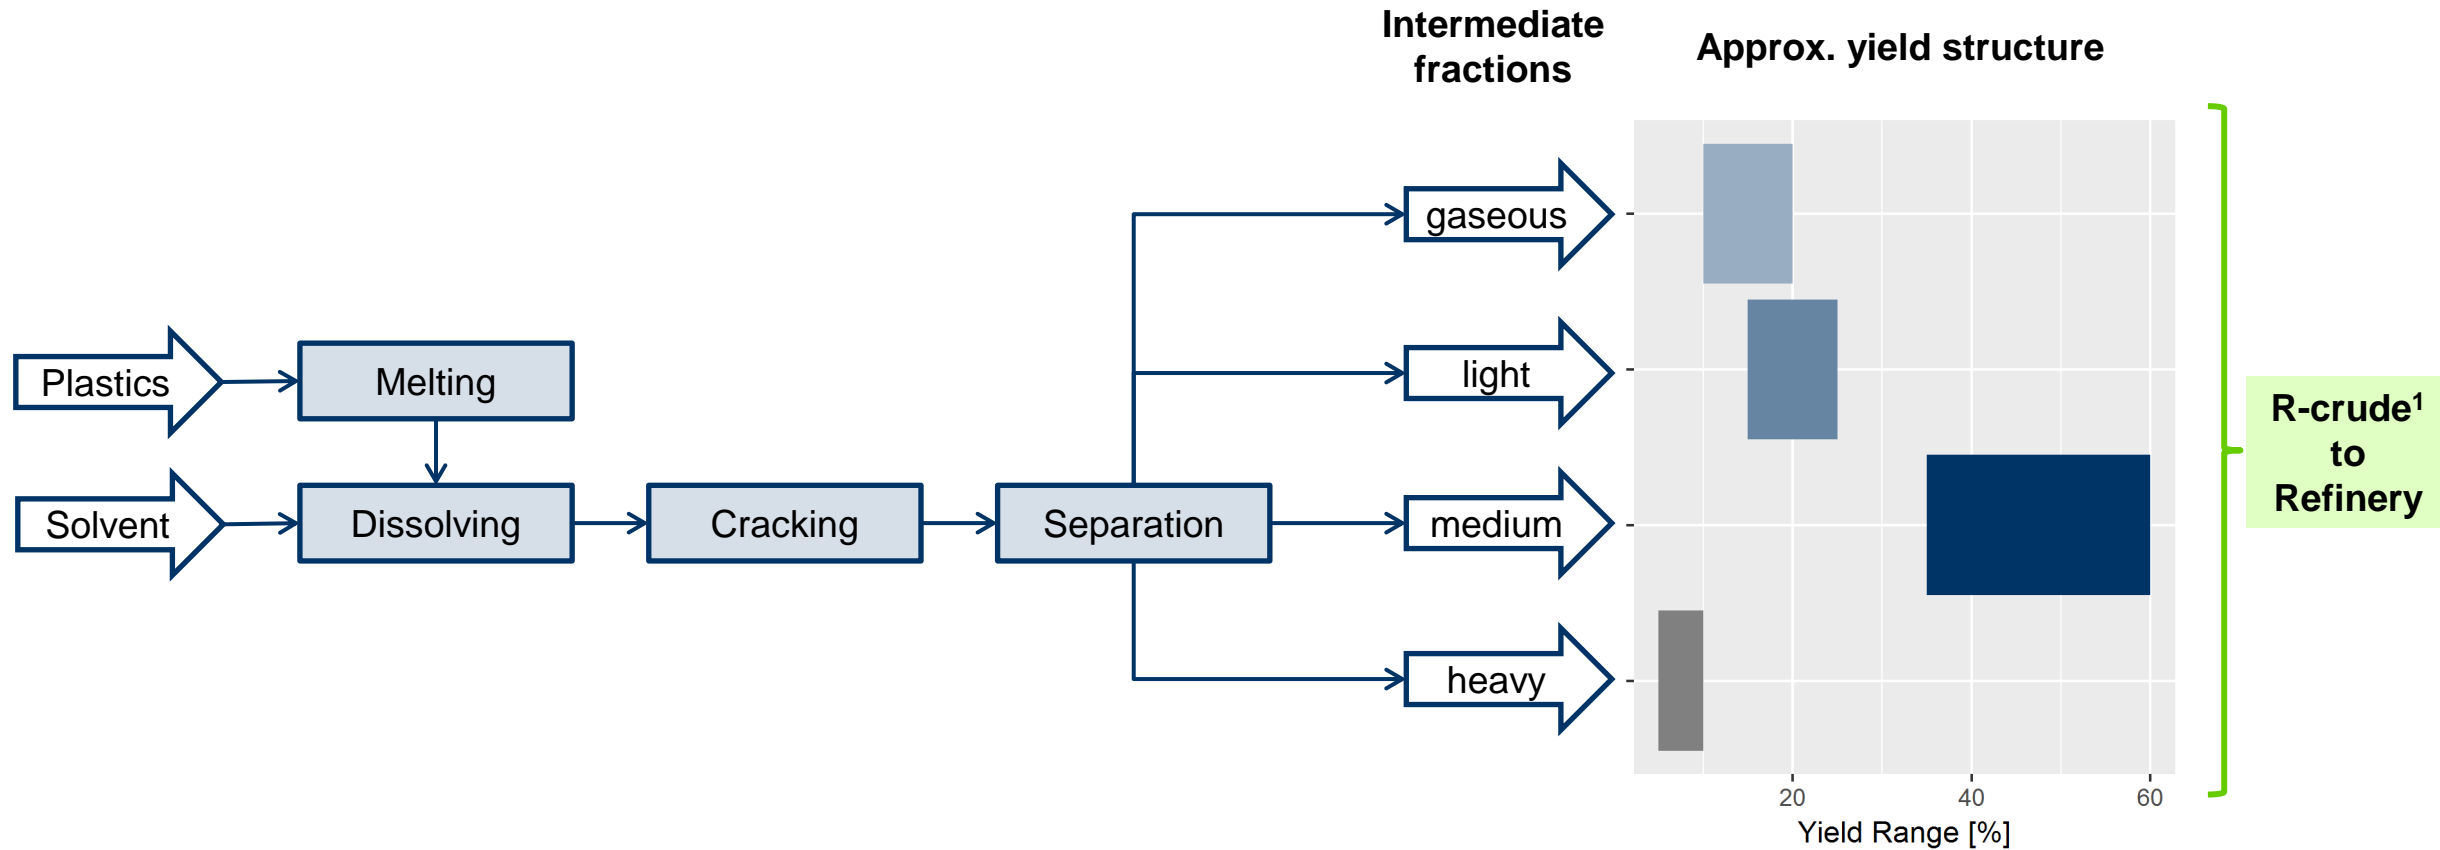 Intermediate
fractions
Approx. yield structure
gaseous
light
Plastics
Melting
R-crude¹
to
Refinery
Solvent
Dissolving
Cracking
Separation
medium
heavy
20
40
60
Yield Range [%]